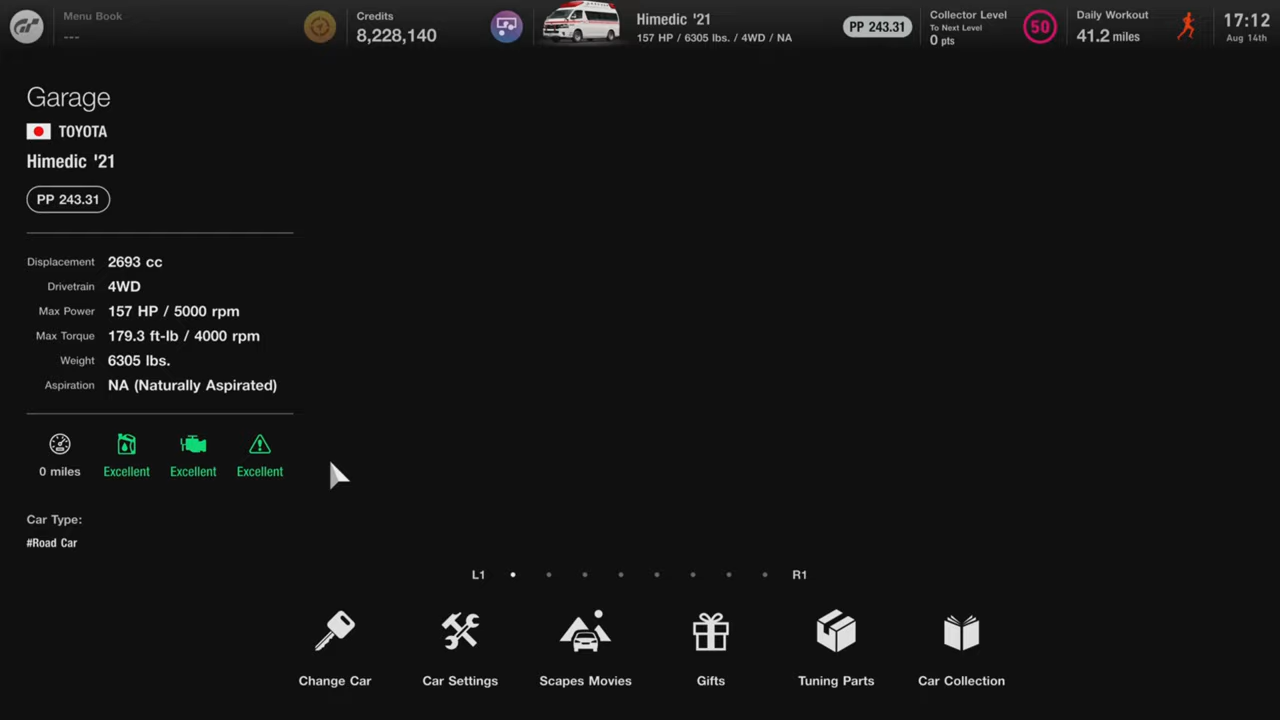 Menu Book
---
Credits
8,228,140
Himedic '21
157 HP / 6305 lbs. / 4WD / NA
PP 243.31
Collector Level
To Next Level
0 pts
50
Daily Workout
41.2 miles
17:12
Aug 14th
Garage
TOYOTA
Himedic '21
PP 243.31
Displacement 2693 cc
Drivetrain 4WD
Max Power 157 HP / 5000 rpm
Max Torque 179.3 ft-lb / 4000 rpm
Weight 6305 lbs.
Aspiration NA (Naturally Aspirated)
0 miles Excellent Excellent Excellent
Car Type:
#Road Car
L1 R1
Change Car Car Settings Scapes Movies Gifts Tuning Parts Car Collection